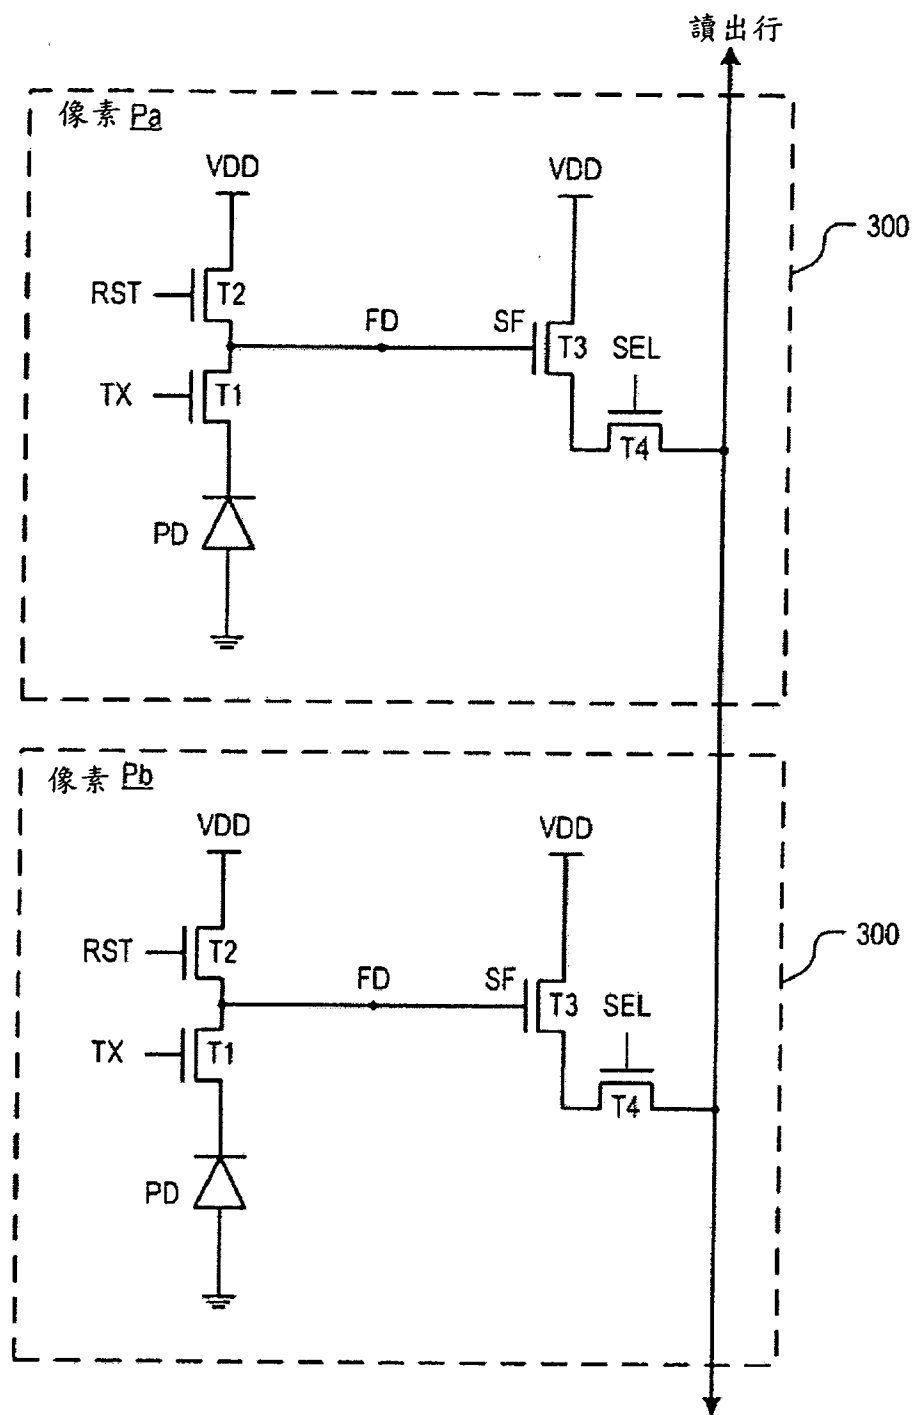 讀出行
像素 Pa
VDD
VDD
300
RST
T2
FD
SF
T3
SEL
TX
T1
T4
PD
像素 Pb
VDD
VDD
300
RST
T2
FD
SF
T3
SEL
TX
T1
T4
PD